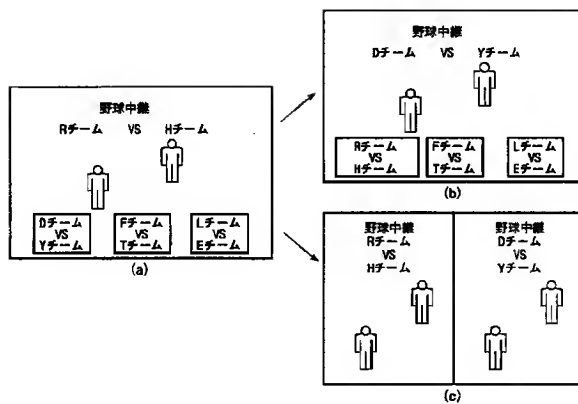 野球中継
Rチーム VS Hチーム
Dチーム
VS
Yチーム
Fチーム
VS
Tチーム
Lチーム
VS
Eチーム
(a)
野球中継
Dチーム VS Yチーム
Rチーム
VS
Hチーム
Fチーム
VS
Tチーム
Lチーム
VS
Eチーム
(b)
野球中継
Rチーム
VS
Hチーム
野球中継
Dチーム
VS
Yチーム
(c)